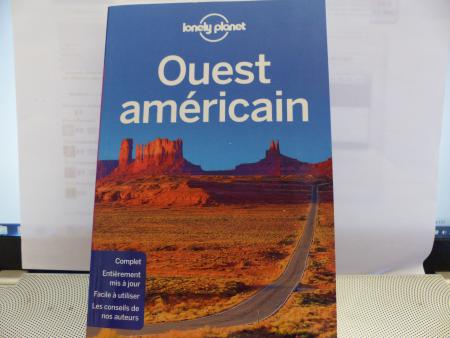 lonely planet
Ouest
américain
Complet
Entièrement
mis à jour
Facile à utiliser
Les conseils de
nos auteurs